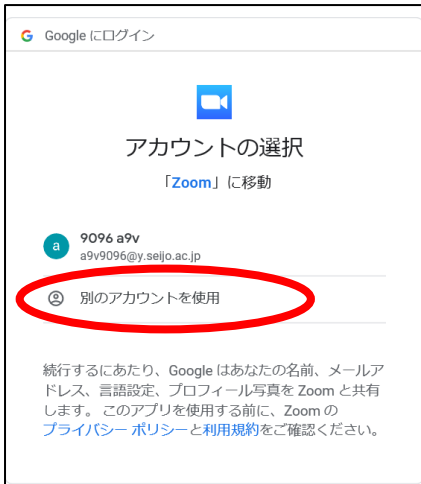 Google にログイン
アカウントの選択
「Zoom」に移動
a
9096 a9v
a9v9096@y.seijo.ac.jp
別のアカウントを使用
続行するにあたり、Google はあなたの名前、メールア
ドレス、言語設定、プロフィール写真を Zoom と共有
します。 このアプリを使用する前に、Zoom の
プライバシー ポリシーと利用規約をご確認ください。